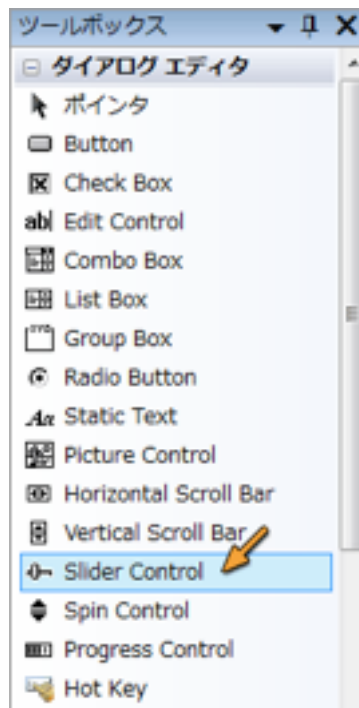 ツールボックス
ダイアログ エディタ
ポインタ
Button
Check Box
Edit Control
Combo Box
List Box
Group Box
Radio Button
Static Text
Picture Control
Horizontal Scroll Bar
Vertical Scroll Bar
Slider Control
Spin Control
Progress Control
Hot Key